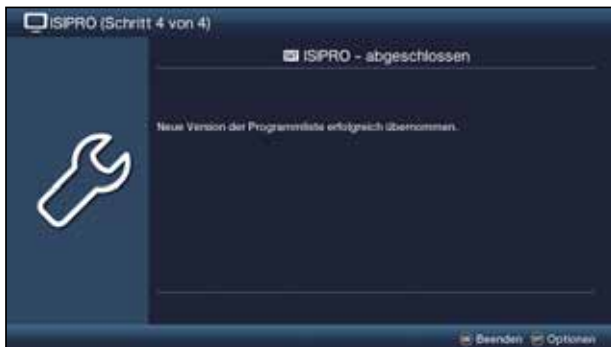 ISIPRO (Schritt 4 von 4)
ISIPRO - abgeschlossen
Neue Version der Programmliste erfolgreich übernommen.
Beenden Optionen